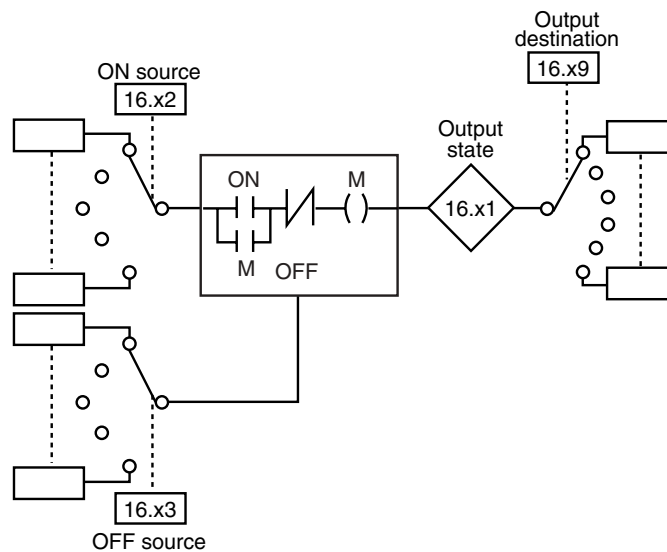 Output
destination
16.x9
ON source
16.x2
Output
state
ON
M
16.x1
M
OFF
16.x3
OFF source